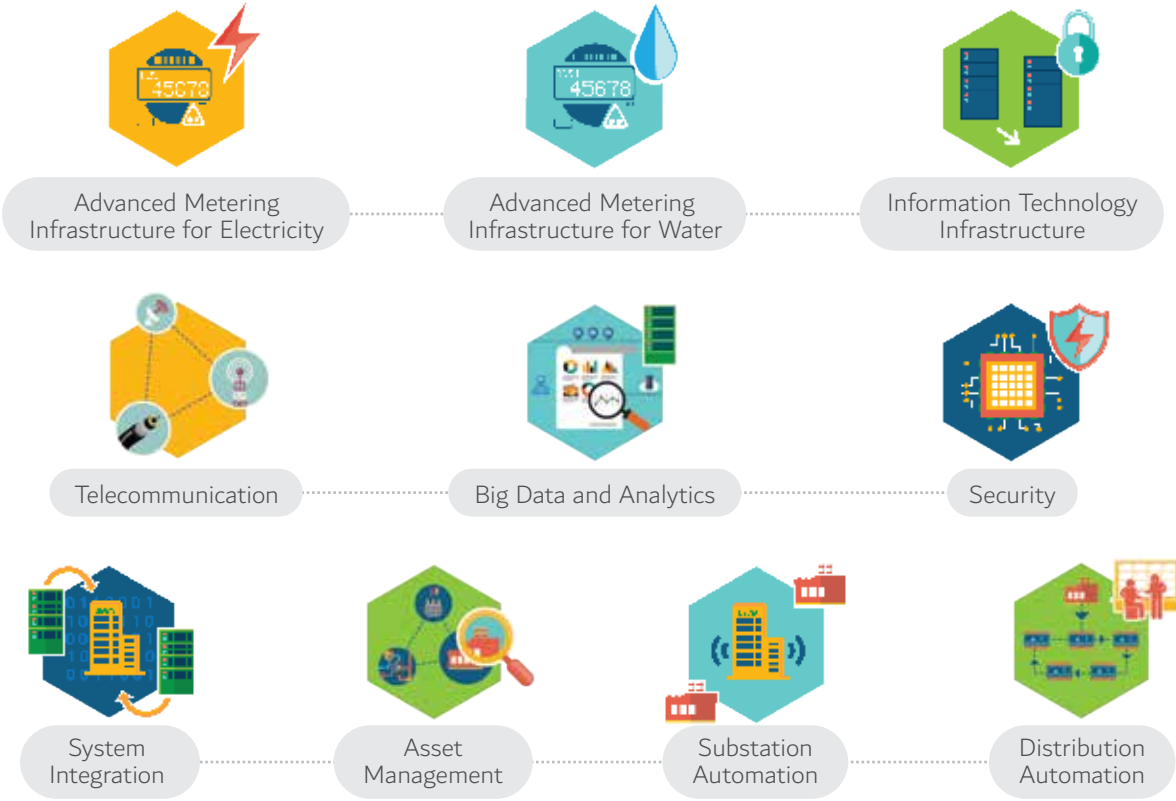 45678
45678
Advanced Metering
Infrastructure for Electricity
Advanced Metering
Infrastructure for Water
Information Technology
Infrastructure
Telecommunication
Big Data and Analytics
Security
System
Integration
Asset
Management
Substation
Automation
Distribution
Automation